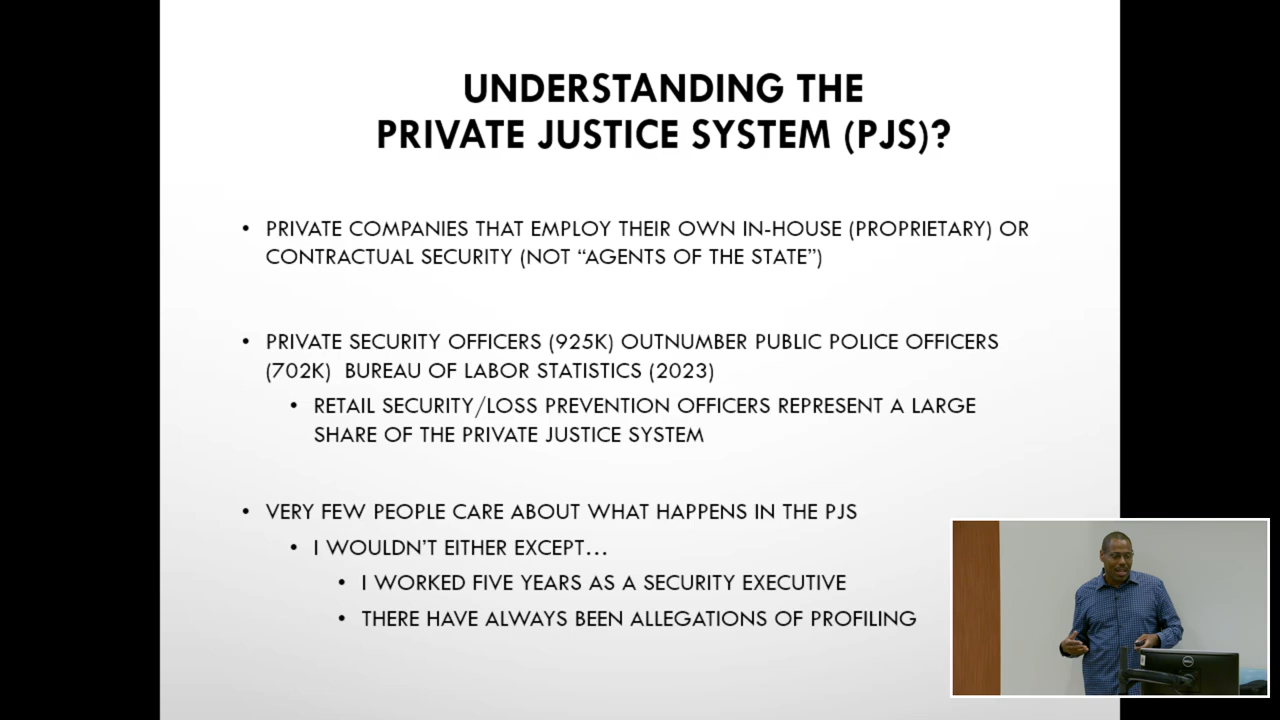 UNDERSTANDING THE
PRIVATE JUSTICE SYSTEM (PJS)?
• PRIVATE COMPANIES THAT EMPLOY THEIR OWN IN-HOUSE (PROPRIETARY) OR
CONTRACTUAL SECURITY (NOT “AGENTS OF THE STATE”)
• PRIVATE SECURITY OFFICERS (925K) OUTNUMBER PUBLIC POLICE OFFICERS
(702K)  BUREAU OF LABOR STATISTICS (2023)
• RETAIL SECURITY/LOSS PREVENTION OFFICERS REPRESENT A LARGE
SHARE OF THE PRIVATE JUSTICE SYSTEM
• VERY FEW PEOPLE CARE ABOUT WHAT HAPPENS IN THE PJS
• I WOULDN’T EITHER EXCEPT…
• I WORKED FIVE YEARS AS A SECURITY EXECUTIVE
• THERE HAVE ALWAYS BEEN ALLEGATIONS OF PROFILING
DELL